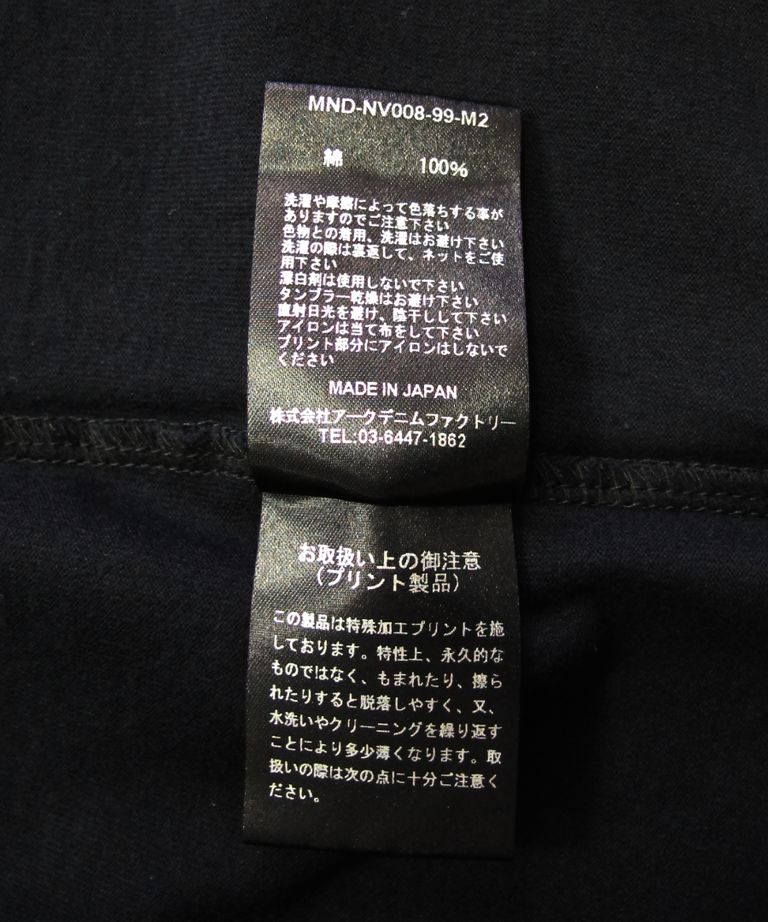 MND-NV008-99-M2
綿 100%
洗濯や摩擦によって色落ちする事が
ありますのでご注意下さい
色物との着用、洗濯はお避け下さい
洗濯の際は裏返して、ネットをご使
用下さい
漂白剤は使用しないで下さい
タンブラー乾燥はお避け下さい
直射日光を避け、陰干しして下さい
アイロンは当て布をして下さい
プリント部分にアイロンはしないで
ください
MADE IN JAPAN
株式会社アークデニムファクトリー
TEL:03-6447-1862
お取扱い上の御注意
（プリント製品）
この製品は特殊加工プリントを施
しております。特性上、永久的な
ものではなく、もまれたり、擦ら
れたりすると脱落しやすく、又、
水洗いやクリーニングを繰り返す
ことにより多少薄くなります。取
扱いの際は次の点に十分ご注意く
ださい。